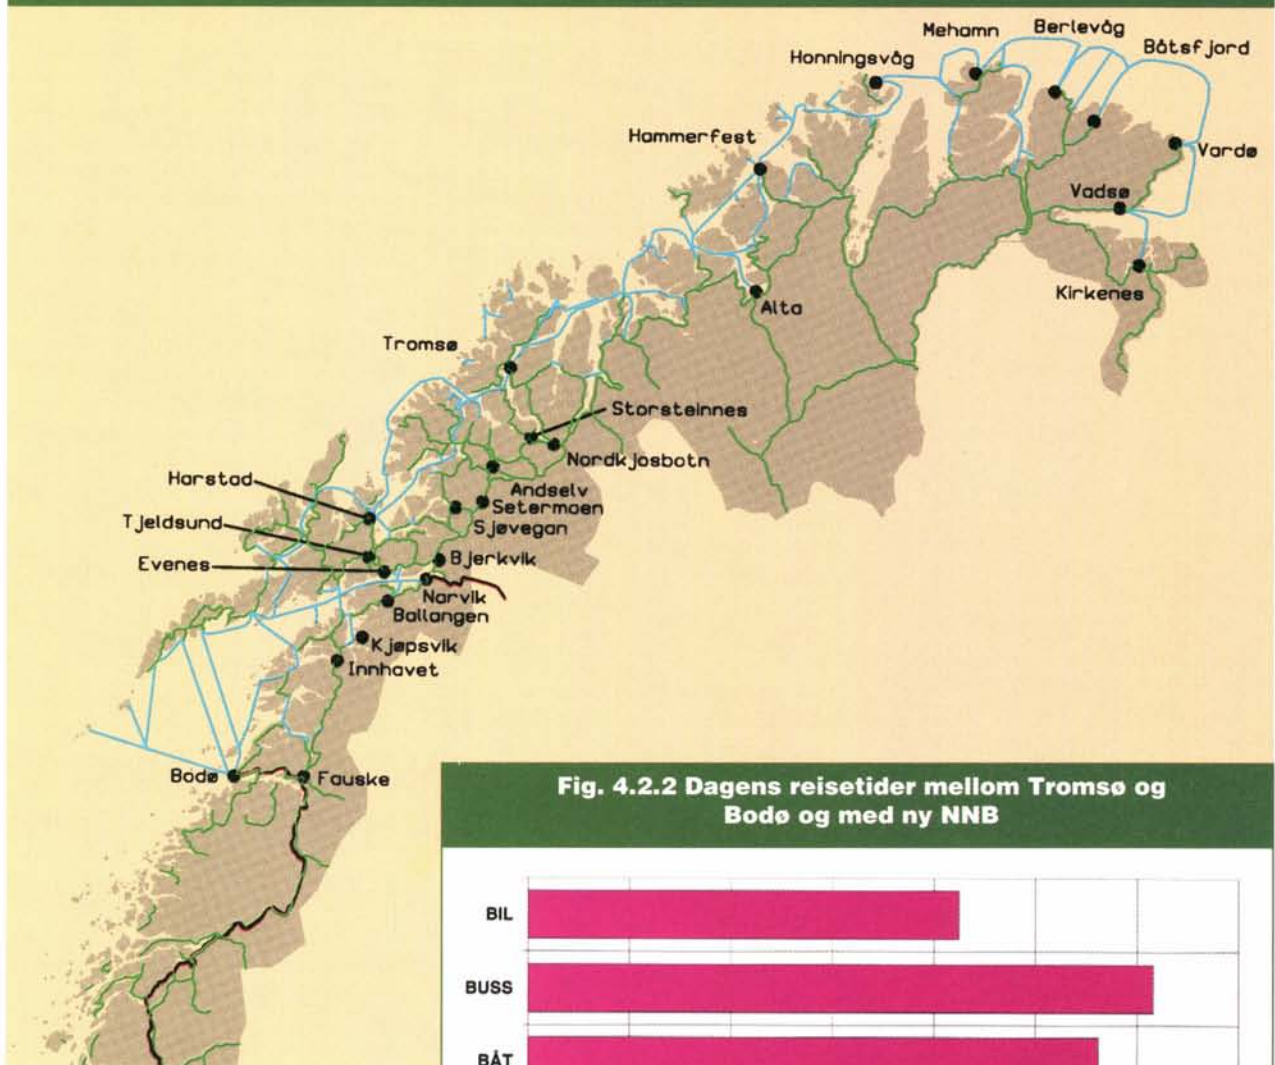 Mehamn
Berlevåg
Båtsfjord
Honningsvåg
Hammerfest
Vardø
Vadsø
Kirkenes
Alta
Tromsø
Storsteinnes
Nordkjosbotn
Harstad
Andselv
Setermoen
Sjøvegan
Tjeldsund
Evenes
Bjerkvik
Narvik
Ballangen
Kjøpsvik
Innhavet
Bodø
Fauske
Fig. 4.2.2 Dagens reisetider mellom Tromsø og
Bodø og med ny NNB
BIL
BUSS
BÅT